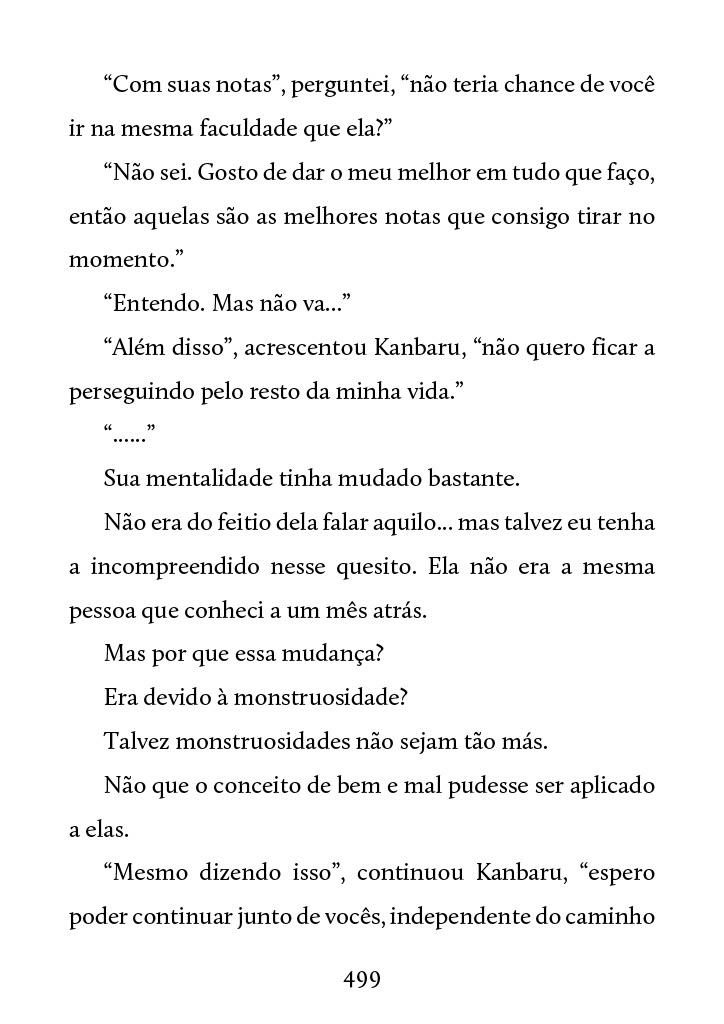 “Com suas notas”, perguntei, “não teria chance de você
ir na mesma faculdade que ela?”
“Não sei. Gosto de dar o meu melhor em tudo que faço,
então aquelas são as melhores notas que consigo tirar no
momento.”
“Entendo. Mas não va...”
“Além disso”, acrescentou Kanbaru, “não quero ficar a
perseguindo pelo resto da minha vida.”
“......”
Sua mentalidade tinha mudado bastante.
Não era do feitio dela falar aquilo... mas talvez eu tenha
a incompreendido nesse quesito. Ela não era a mesma
pessoa que conheci a um mês atrás.
Mas por que essa mudança?
Era devido à monstruosidade?
Talvez monstruosidades não sejam tão más.
Não que o conceito de bem e mal pudesse ser aplicado
a elas.
“Mesmo dizendo isso”, continuou Kanbaru, “espero
poder continuar junto de vocês, independente do caminho
499